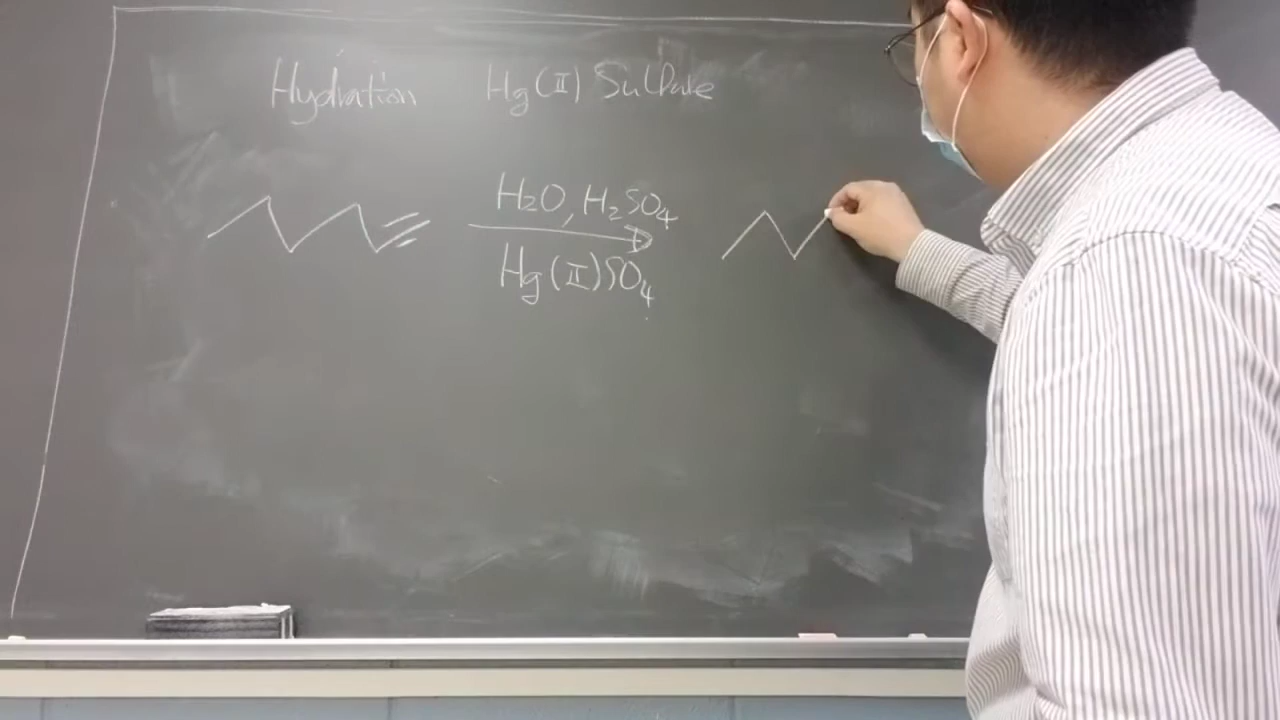 Hydration Hg(II) Sulfate
H₂O, H₂SO₄
Hg(II)SO₄